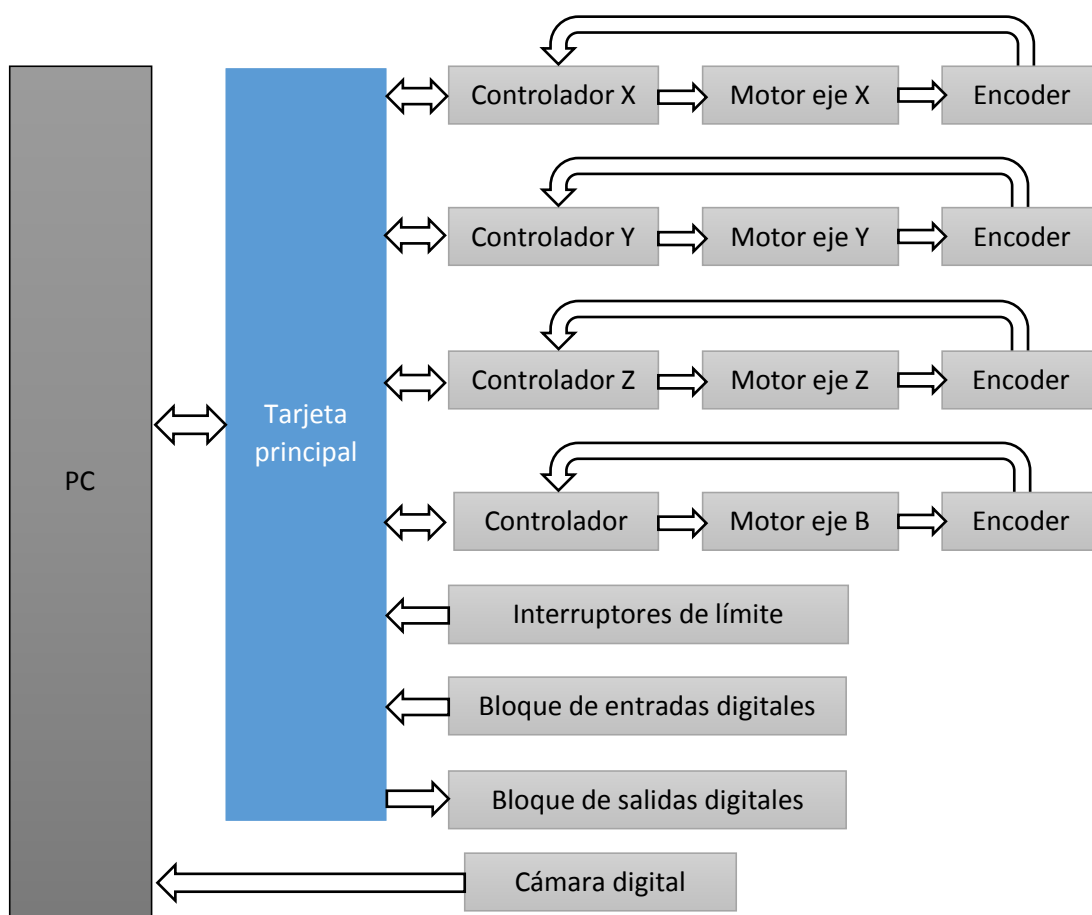 Controlador X
Motor eje X
Encoder
Controlador Y
Motor eje Y
Encoder
Controlador Z
Motor eje Z
Encoder
Tarjeta
principal
PC
Controlador
Motor eje B
Encoder
Interruptores de límite
Bloque de entradas digitales
Bloque de salidas digitales
Cámara digital